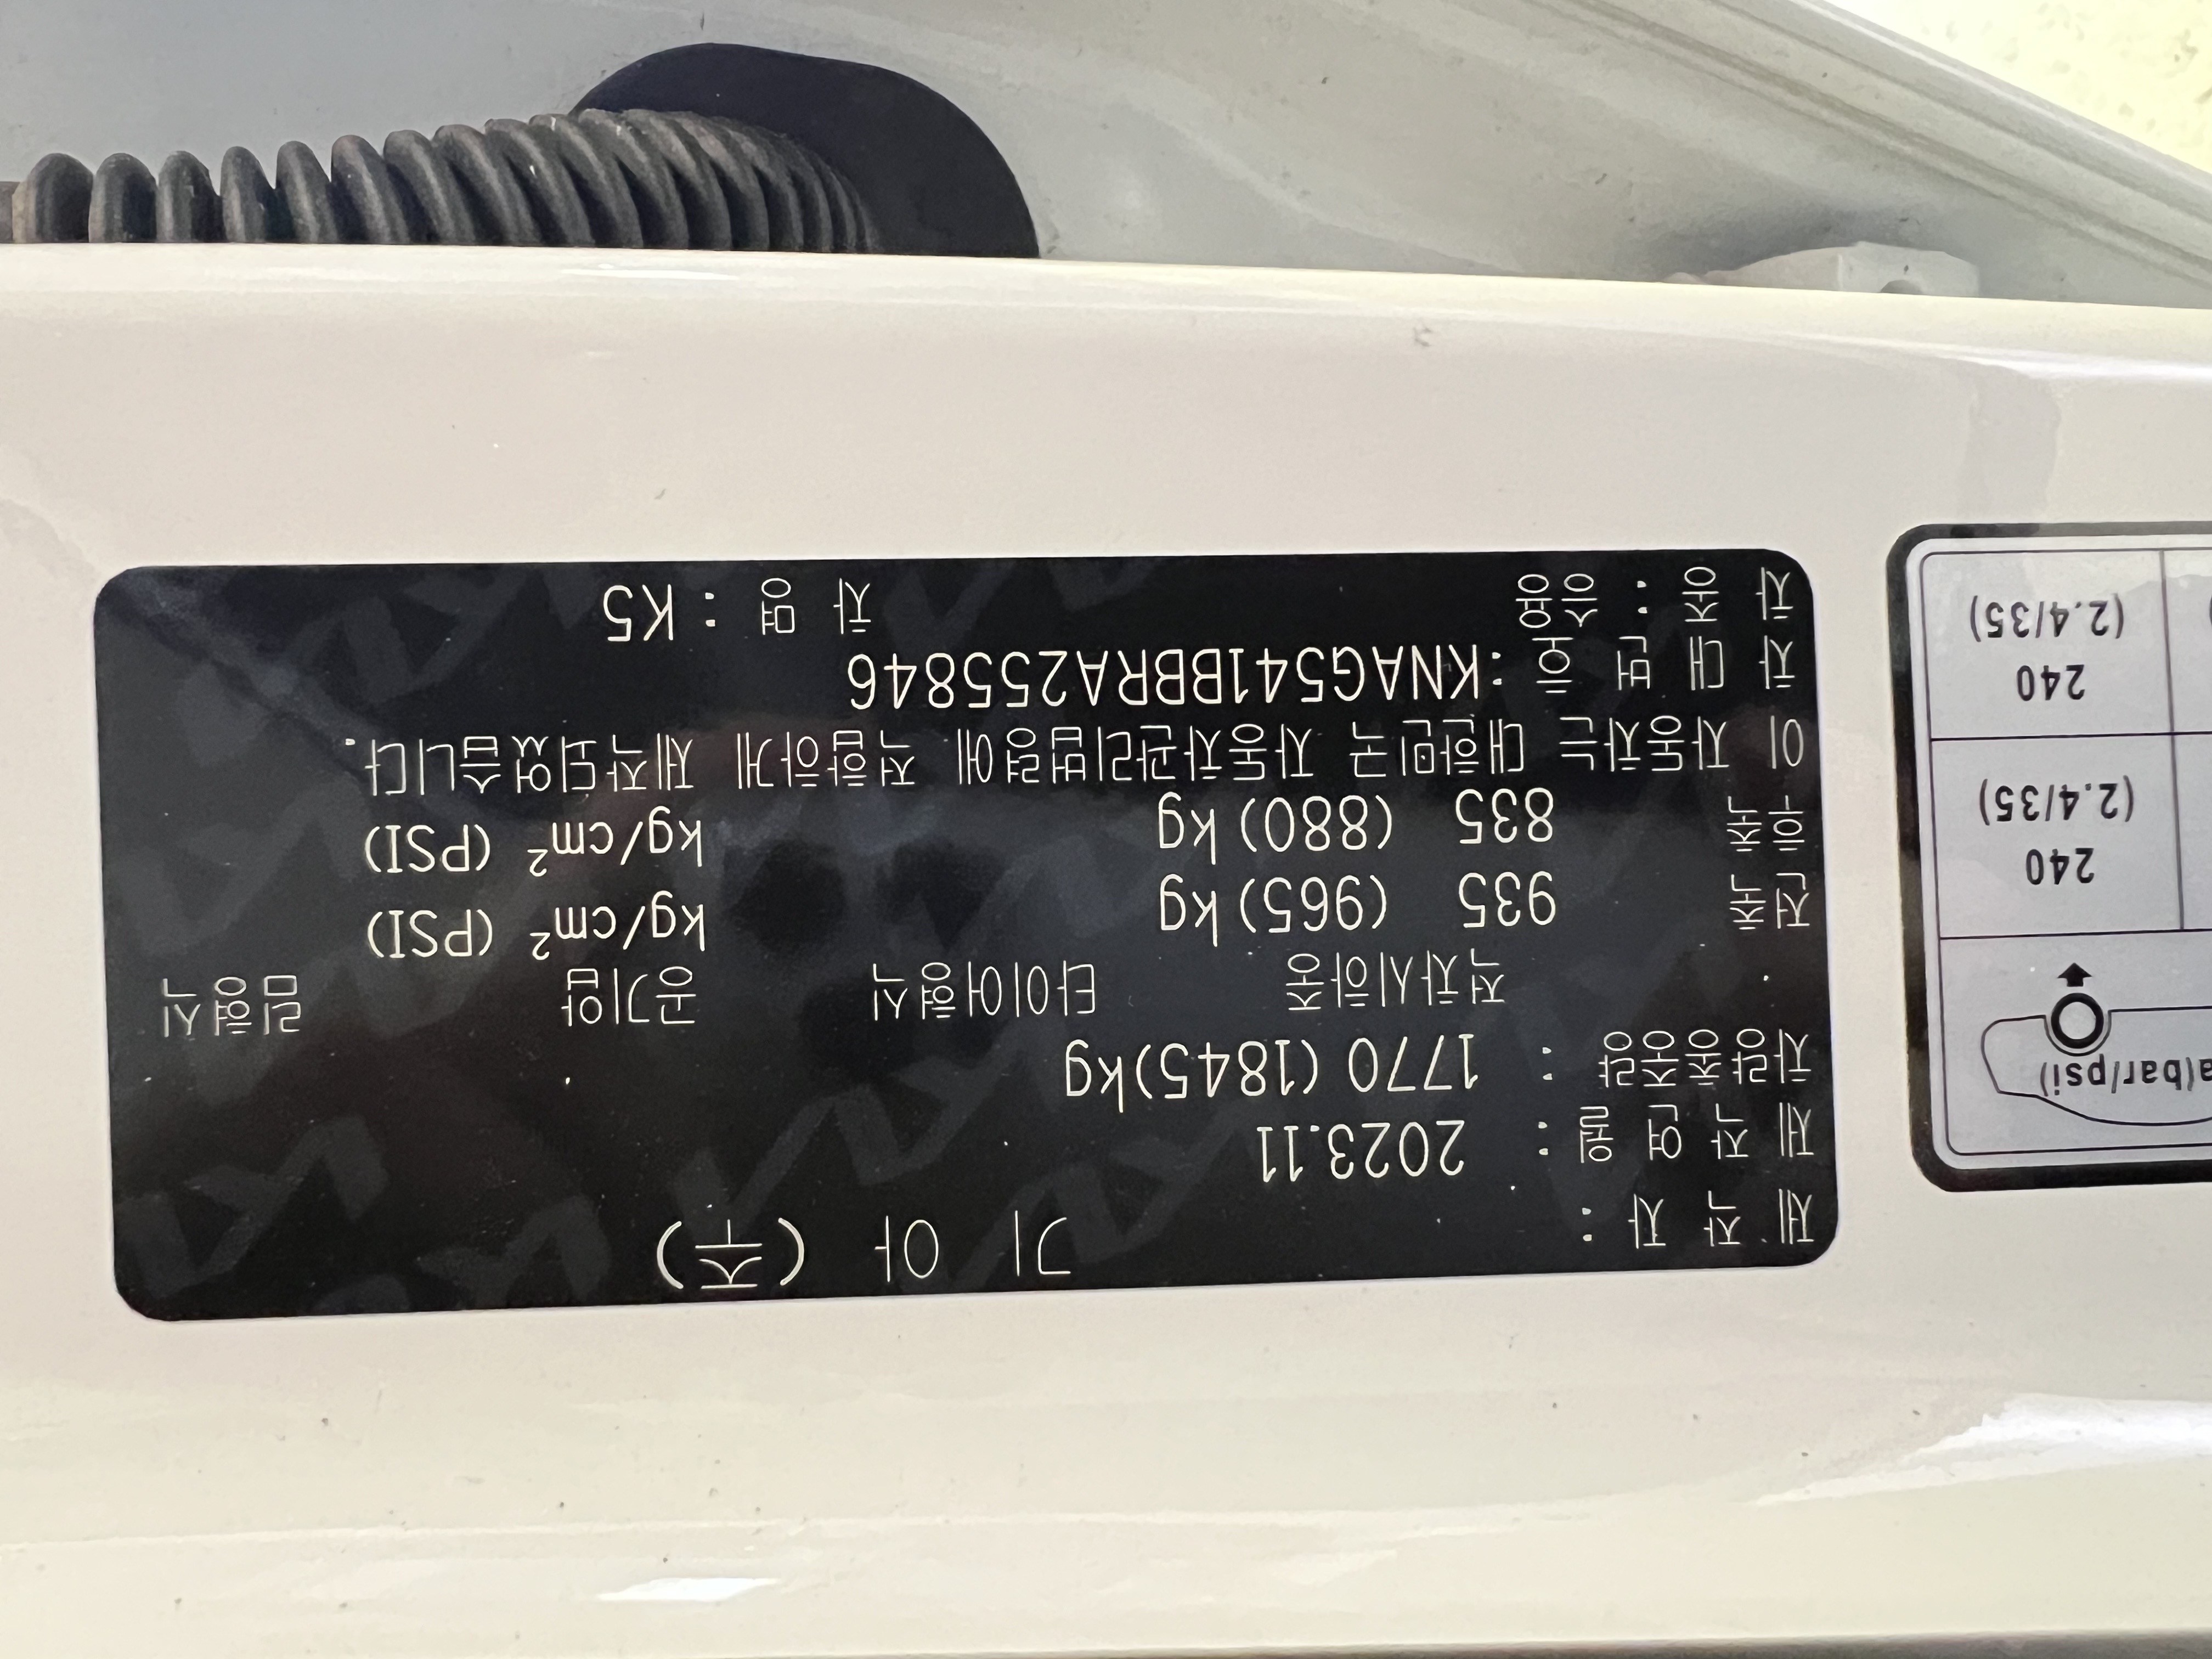 제 작 자 : 기 아 (주)
제 작 연 월 : 2023.11
차량총중량 : 1770 (1845)kg
적차시하중 타이어형식 공기압 림형식
전 축 935 (965) kg kg/cm² (PSI)
후 축 835 (880) kg kg/cm² (PSI)
이 자동차는 대한민국 자동차관리법령에 적합하게 제작되었습니다.
차 대 번 호 : KNAG541BBRA255846
차 종 : 승용 차 명 : K5
a(bar/psi)
240
(2.4/35)
240
(2.4/35)